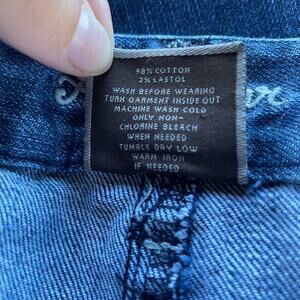 98% COTTON
2% LASTOL
WASH BEFORE WEARING
TURN GARMENT INSIDE OUT
MACHINE WASH COLD
ONLY NON-
CHLORINE BLEACH
WHEN NEEDED
TUMBLE DRY LOW
WARM IRON
IF NEEDED